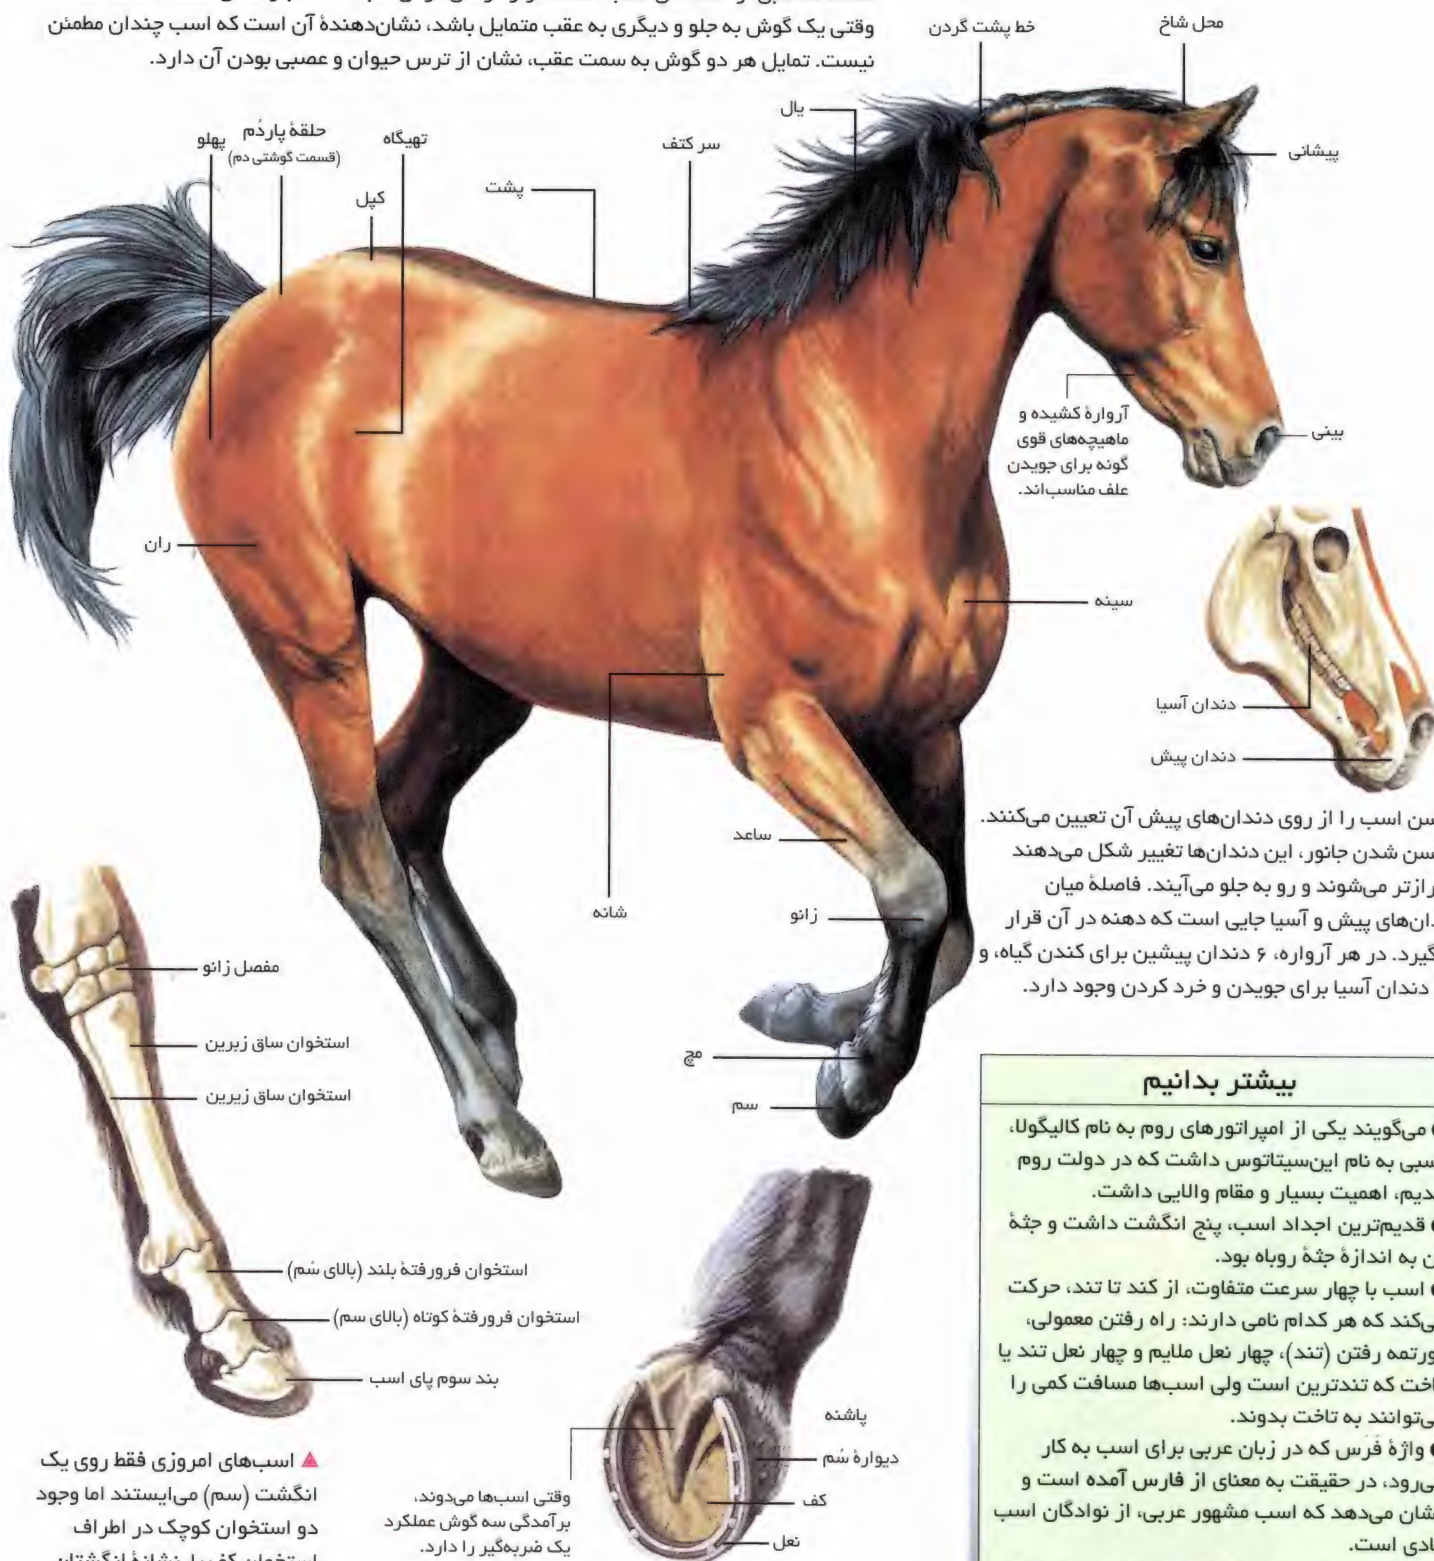 وقتی یک گوش به جلو و دیگری به عقب متمایل باشد، نشان‌دهندهٔ آن است که اسب چندان مطمئن
نیست. تمایل هر دو گوش به سمت عقب، نشان از ترس حیوان و عصبی بودن آن دارد.
محل شاخ
خط پشت گردن
یال
پیشانی
سر کتف
پشت
تهیگاه
کپل
حلقهٔ پاردُم
(قسمت گوشتی دم)
پهلو
آروارهٔ کشیده و
ماهیچه‌های قوی
گونه برای جویدن
علف مناسب‌اند.
بینی
ران
سینه
دندان آسیا
دندان پیش
ساعد
شانه
زانو
مچ
سم
سن اسب را از روی دندان‌های پیش آن تعیین می‌کنند.
سن شدن جانور، این دندان‌ها تغییر شکل می‌دهند
می‌شوند و رو به جلو می‌آیند. فاصلهٔ میان
پیش و آسیا جایی است که دهنه در آن قرار
در هر آرواره، ۶ دندان پیشین برای کندن گیاه، و
دندان آسیا برای جویدن و خرد کردن وجود دارد.
مفصل زانو
استخوان ساق زبرین
استخوان ساق زیرین
استخوان فرورفتهٔ بلند (بالای سُم)
استخوان فرورفتهٔ کوتاه (بالای سم)
بند سوم پای اسب
▲ اسب‌های امروزی فقط روی یک
انگشت (سم) می‌ایستند اما وجود
دو استخوان کوچک در اطراف
پاشنه
دیوارهٔ سُم
کف
نعل
وقتی اسب‌ها می‌دوند،
برآمدگی سه گوش عملکرد
یک ضربه‌گیر را دارد.
بیشتر بدانیم
● می‌گویند یکی از امپراتورهای روم به نام کالیگولا،
به نام این‌سیتاتوس داشت که در دولت روم
اهمیت بسیار و مقام والایی داشت.
● قدیم‌ترین اجداد اسب، پنج انگشت داشت و جثهٔ
به اندازهٔ جثهٔ روباه بود.
● اسب با چهار سرعت متفاوت، از کند تا تند، حرکت
که هر کدام نامی دارند: راه رفتن معمولی،
رفتن (تند)، چهار نعل ملایم و چهار نعل تند یا
که تندترین است ولی اسب‌ها مسافت کمی را
به تاخت بدوند.
● واژهٔ فَرَس که در زبان عربی برای اسب به کار
در حقیقت به معنای از فارس آمده است و
می‌دهد که اسب مشهور عربی، از نوادگان اسب
است.